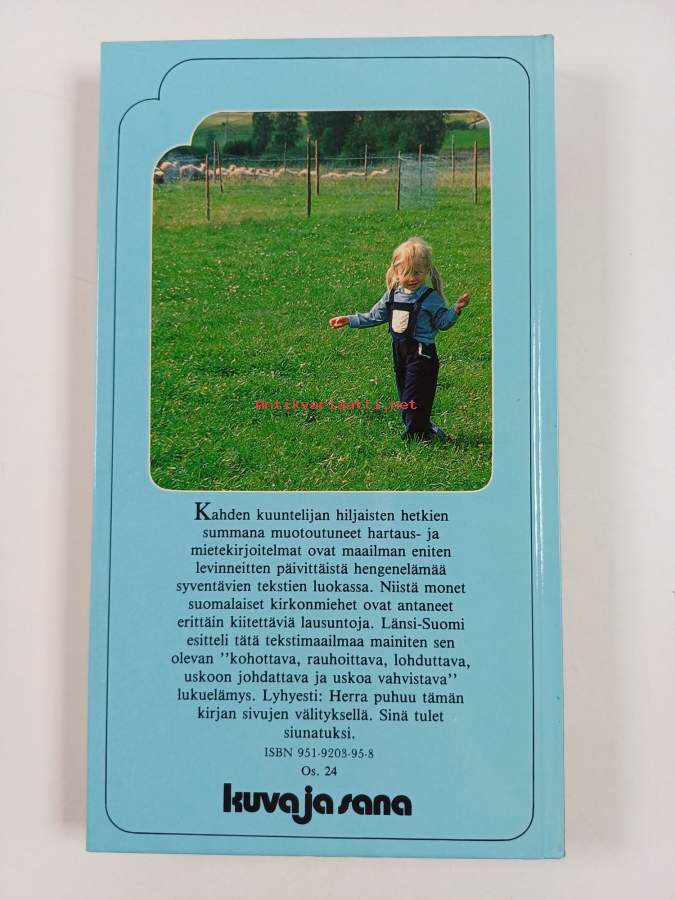 Antikvariaatti.net
Kahden kuuntelijan hiljaisten hetkien
summana muotoutuneet hartaus- ja
mietekirjoitelmat ovat maailman eniten
levinneitten päivittäistä hengenelämää
syventävien tekstien luokassa. Niistä monet
suomalaiset kirkonmiehet ovat antaneet
erittäin kiitettäviä lausuntoja. Länsi-Suomi
esitteli tätä tekstimaailmaa mainiten sen
olevan ''kohottava, rauhoittava, lohduttava,
uskoon johdattava ja uskoa vahvistava''
lukuelämys. Lyhyesti: Herra puhuu tämän
kirjan sivujen välityksellä. Sinä tulet
siunatuksi.
ISBN 951-9203-95-8
Os. 24
kuva ja sana